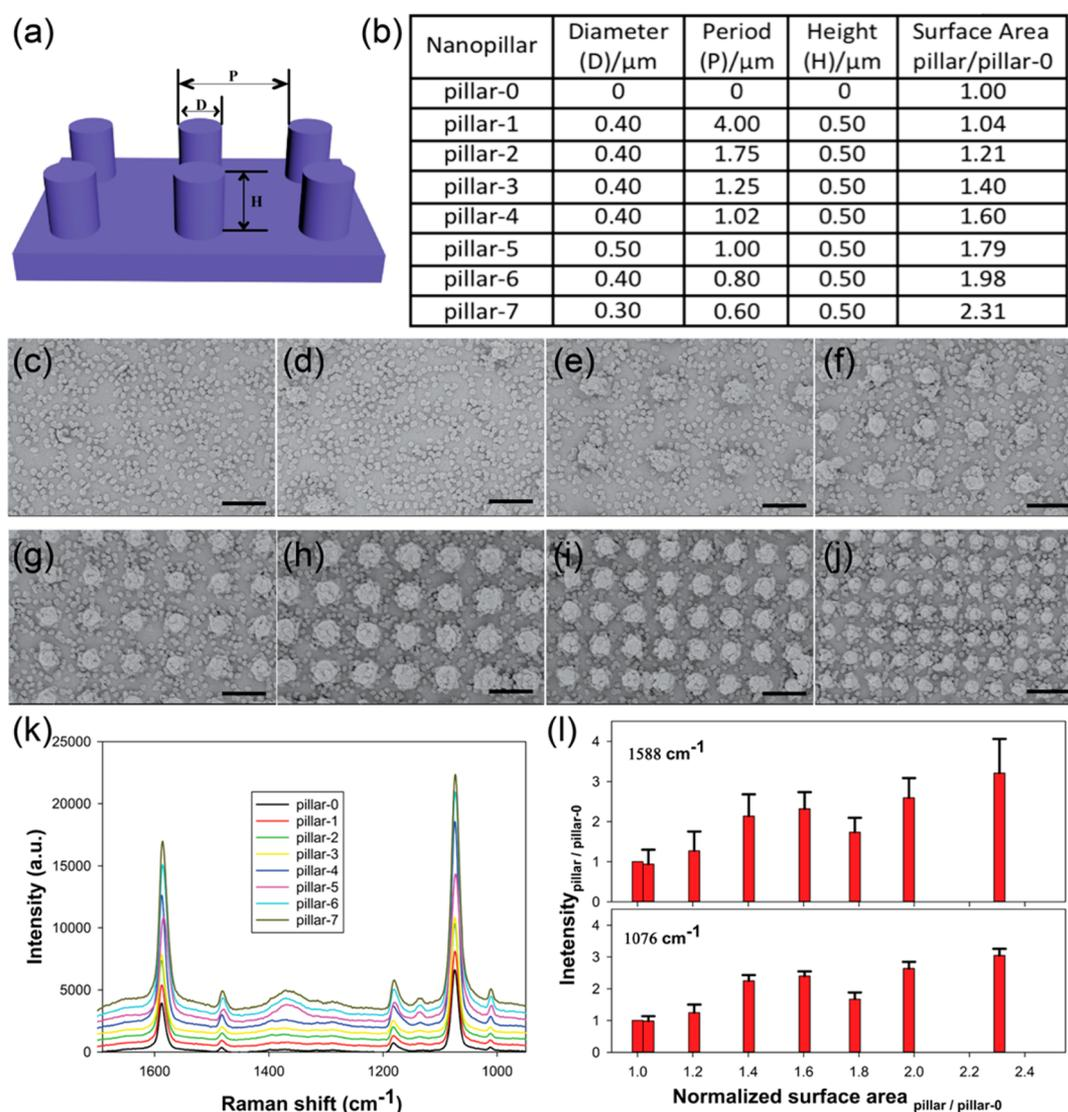 (a)
P
D
H
(b)
Nanopillar Diameter (D)/μm Period (P)/μm Height (H)/μm Surface Area pillar/pillar-0
pillar-0 0 0 0 1.00
pillar-1 0.40 4.00 0.50 1.04
pillar-2 0.40 1.75 0.50 1.21
pillar-3 0.40 1.25 0.50 1.40
pillar-4 0.40 1.02 0.50 1.60
pillar-5 0.50 1.00 0.50 1.79
pillar-6 0.40 0.80 0.50 1.98
pillar-7 0.30 0.60 0.50 2.31
(c)
(d)
(e)
(f)
(g)
(h)
(i)
(j)
(k)
25000
20000
15000
10000
5000
0
Intensity (a.u.)
pillar-0
pillar-1
pillar-2
pillar-3
pillar-4
pillar-5
pillar-6
pillar-7
1600 1400 1200 1000
Raman shift (cm-1)
(l)
1588 cm-1
4
3
2
1
0
Inetensity pillar / pillar-0
1076 cm-1
4
3
2
1
0
1.0 1.2 1.4 1.6 1.8 2.0 2.2 2.4
Normalized surface area pillar / pillar-0